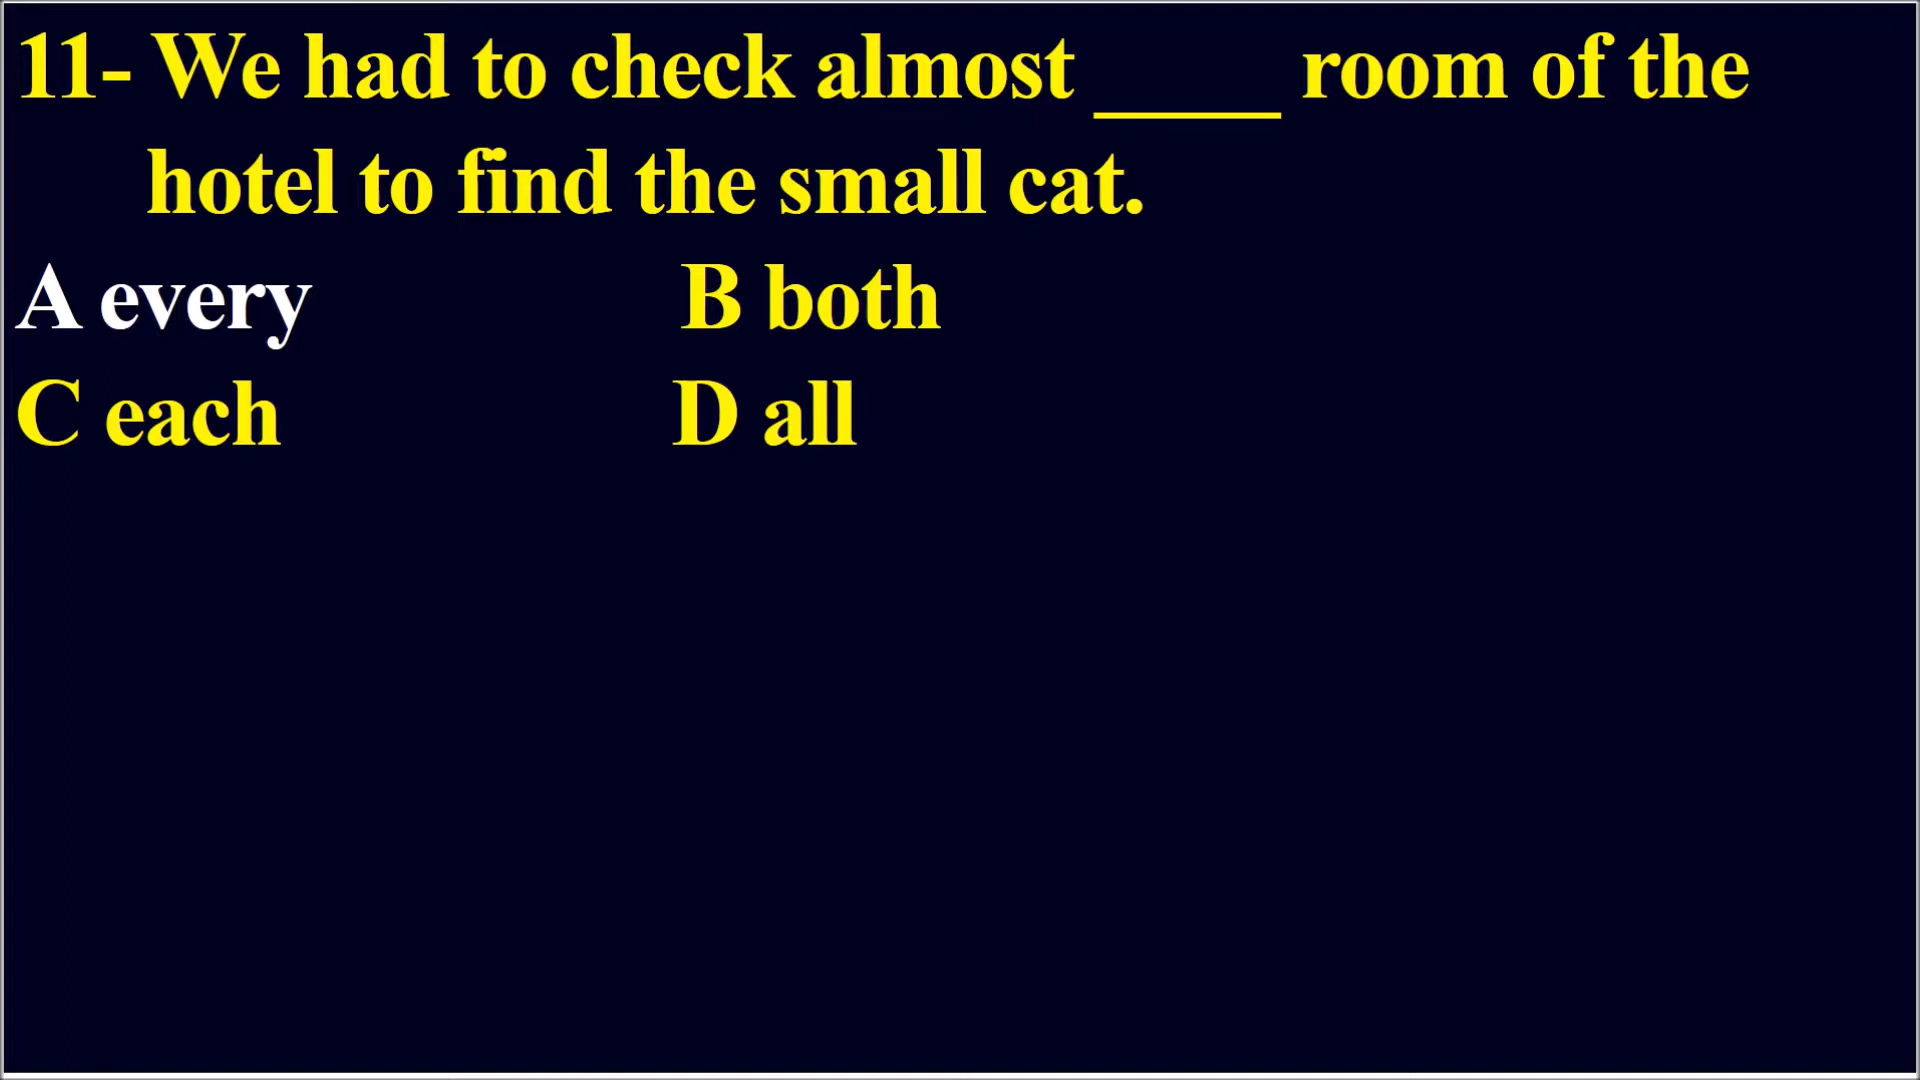 11- We had to check almost _____ room of the
hotel to find the small cat.
A every B both
C each D all